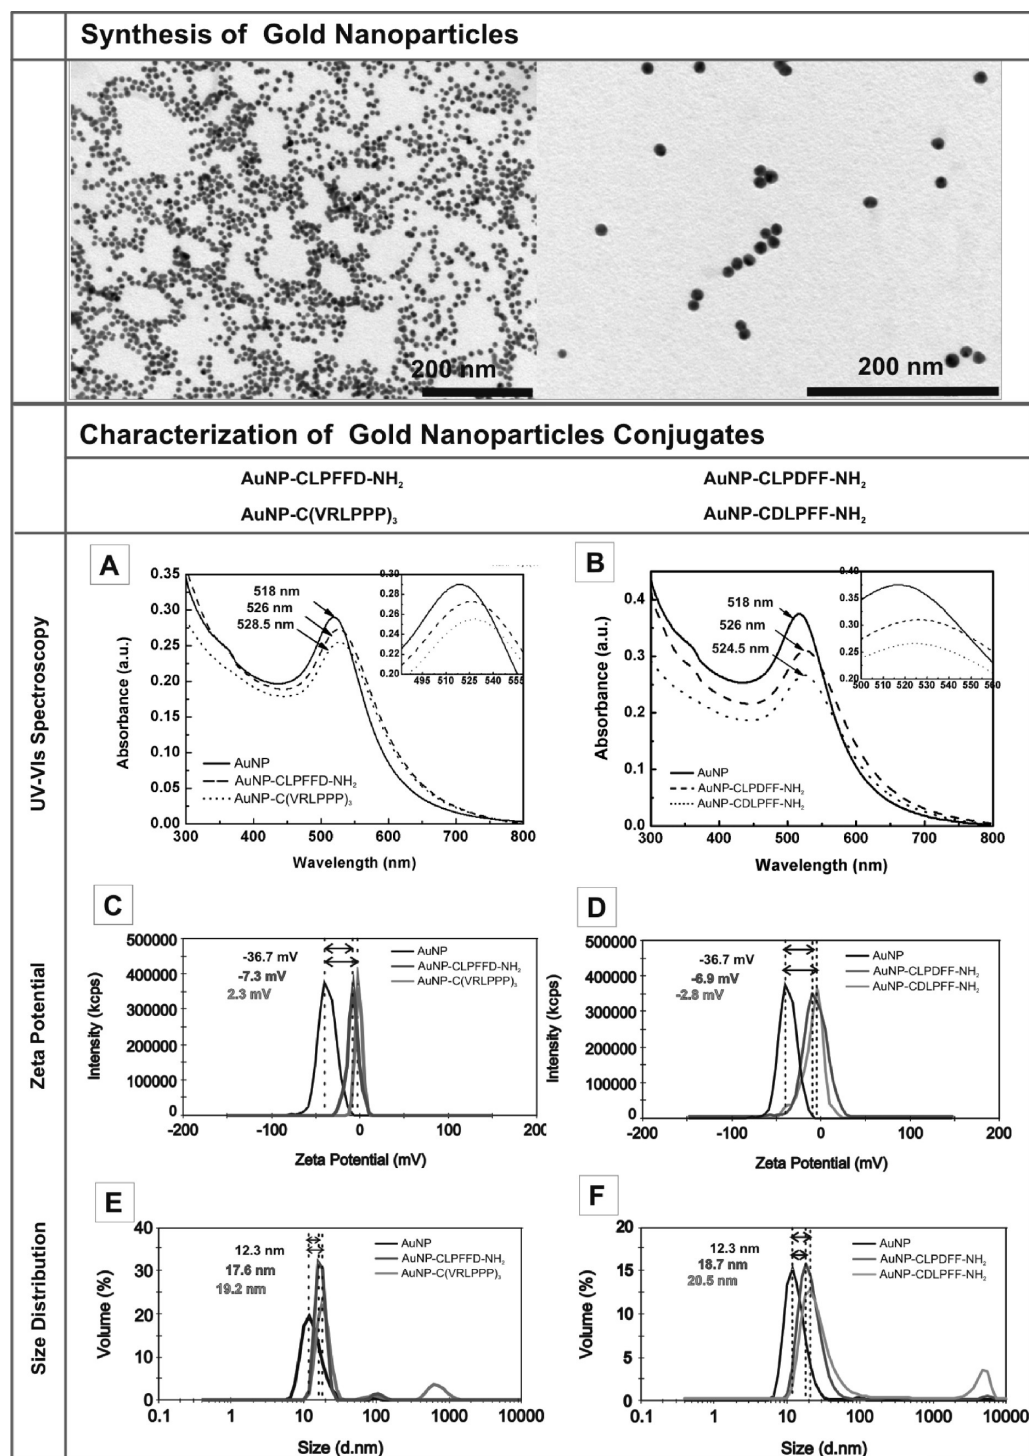 Synthesis of Gold Nanoparticles
200 nm
200 nm
Characterization of Gold Nanoparticles Conjugates
AuNP-CLPFFD-NH₂
AuNP-CLPDFF-NH₂
AuNP-C(VRLPPP)₃
AuNP-CDLPFF-NH₂
UV-VIs Spectroscopy
A
Absorbance (a.u.)
0.35
0.30
0.25
0.20
0.15
0.10
0.05
0.00
518 nm
526 nm
528.5 nm
0.30
0.28
0.26
0.24
0.22
0.20
495 510 525 540 555
AuNP
AuNP-CLPFFD-NH₂
AuNP-C(VRLPPP)₃
300 400 500 600 700 800
Wavelength (nm)
B
Absorbance (a.u.)
0.4
0.3
0.2
0.1
0.0
518 nm
526 nm
524.5 nm
0.40
0.35
0.30
0.25
0.20
500 510 520 530 540 550 560
AuNP
AuNP-CLPDFF-NH₂
AuNP-CDLPFF-NH₂
300 400 500 600 700 800
Wavelength (nm)
Zeta Potential
C
Intensity (kcps)
500000
400000
300000
200000
100000
0
-36.7 mV
-7.3 mV
2.3 mV
AuNP
AuNP-CLPFFD-NH₂
AuNP-C(VRLPPP)₃
-200 -100 0 100
Zeta Potential (mV)
D
Intensity (kcps)
500000
400000
300000
200000
100000
0
-36.7 mV
-6.9 mV
-2.8 mV
AuNP
AuNP-CLPDFF-NH₂
AuNP-CDLPFF-NH₂
-200 -100 0 100 200
Zeta Potential (mV)
Size Distribution
E
Volume (%)
40
30
20
10
0
12.3 nm
17.6 nm
19.2 nm
AuNP
AuNP-CLPFFD-NH₂
AuNP-C(VRLPPP)₃
0.1 1 10 100 1000 10000
Size (d.nm)
F
Volume (%)
20
15
10
5
0
12.3 nm
18.7 nm
20.5 nm
AuNP
AuNP-CLPDFF-NH₂
AuNP-CDLPFF-NH₂
0.1 1 10 100 1000 10000
Size (d.nm)